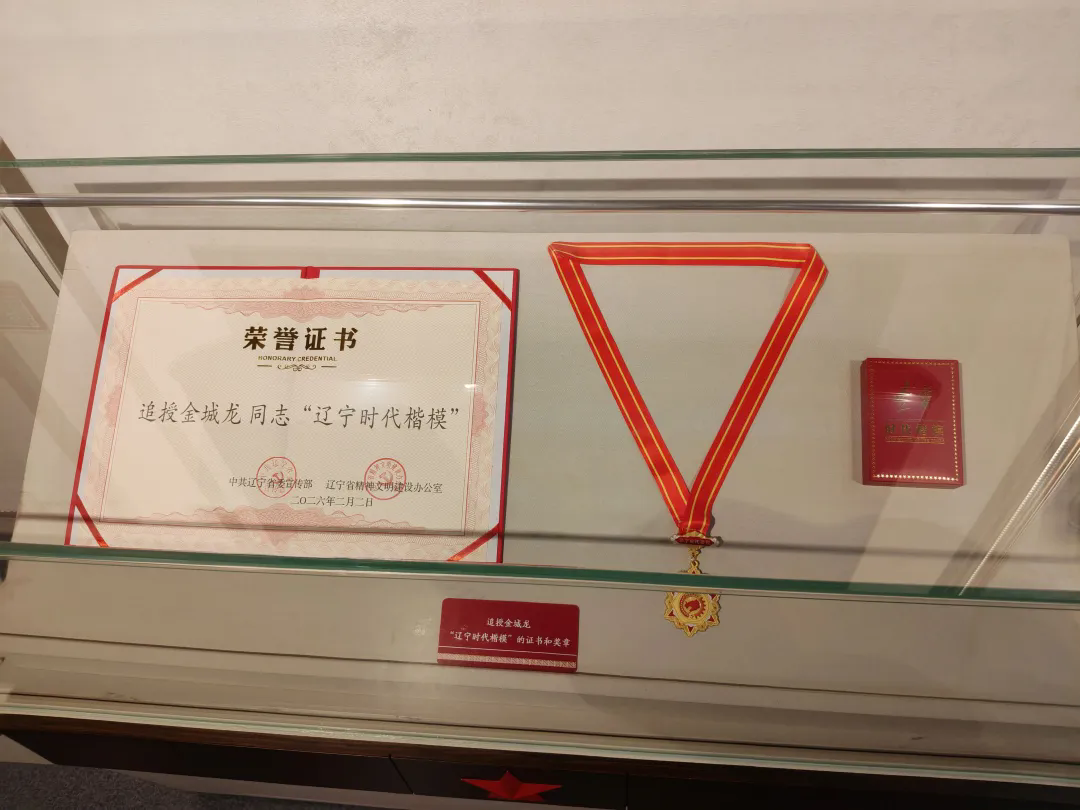 荣誉证书
HONORARY CREDENTIAL
追授金城龙同志“辽宁时代楷模”
中共辽宁省委宣传部 辽宁省精神文明建设办公室
二〇二六年二月二日
追授金城龙
“辽宁时代楷模”的证书和奖章